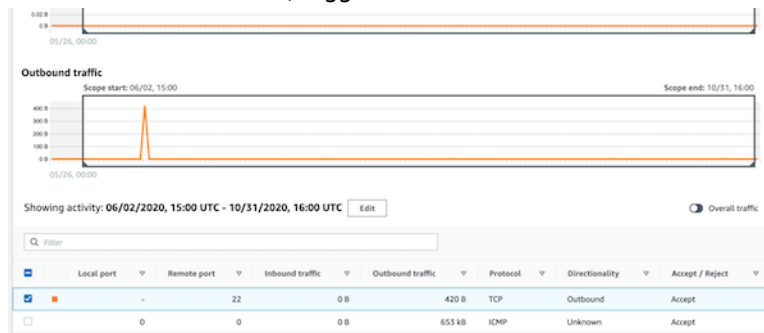 0.02 B
0 B
05/26, 00:00
Outbound traffic
Scope start: 06/02, 15:00 Scope end: 10/31, 16:00
400 B
300 B
200 B
100 B
0 B
05/26, 00:00
Showing activity: 06/02/2020, 15:00 UTC - 10/31/2020, 16:00 UTC Edit Overall traffic
Filter
Local port Remote port Inbound traffic Outbound traffic Protocol Directionality Accept / Reject
- 22 0 B 420 B TCP Outbound Accept
0 0 0 B 653 kB ICMP Unknown Accept